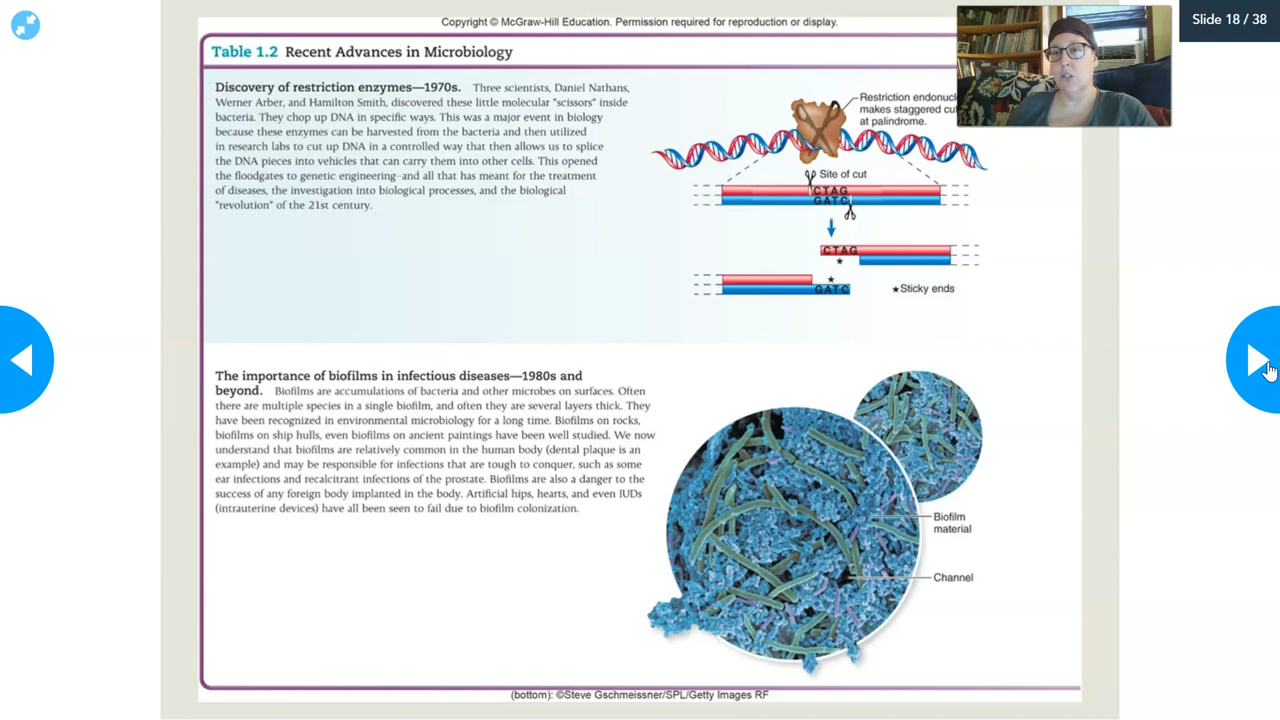 Copyright © McGraw-Hill Education. Permission required for reproduction or display.
Slide 18 / 38
Table 1.2 Recent Advances in Microbiology
Discovery of restriction enzymes—1970s. Three scientists, Daniel Nathans,
Werner Arber, and Hamilton Smith, discovered these little molecular "scissors" inside
bacteria. They chop up DNA in specific ways. This was a major event in biology
because these enzymes can be harvested from the bacteria and then utilized
in research labs to cut up DNA in a controlled way that then allows us to splice
the DNA pieces into vehicles that can carry them into other cells. This opened
the floodgates to genetic engineering—and all that has meant for the treatment
of diseases, the investigation into biological processes, and the biological
"revolution" of the 21st century.
Restriction
makes staggered
at palindrome.
Site of cut
CTAG
GATC
CTAG
GATC
★Sticky ends
The importance of biofilms in infectious diseases—1980s and
beyond. Biofilms are accumulations of bacteria and other microbes on surfaces. Often
there are multiple species in a single biofilm, and often they are several layers thick. They
have been recognized in environmental microbiology for a long time. Biofilms on rocks,
biofilms on ship hulls, even biofilms on ancient paintings have been well studied. We now
understand that biofilms are relatively common in the human body (dental plaque is an
example) and may be responsible for infections that are tough to conquer, such as some
ear infections and recalcitrant infections of the prostate. Biofilms are also a danger to the
success of any foreign body implanted in the body. Artificial hips, hearts, and even IUDs
(intrauterine devices) have all been seen to fail due to biofilm colonization.
Biofilm
material
Channel
(bottom): ©Steve Gschmeissner/SPL/Getty Images RF